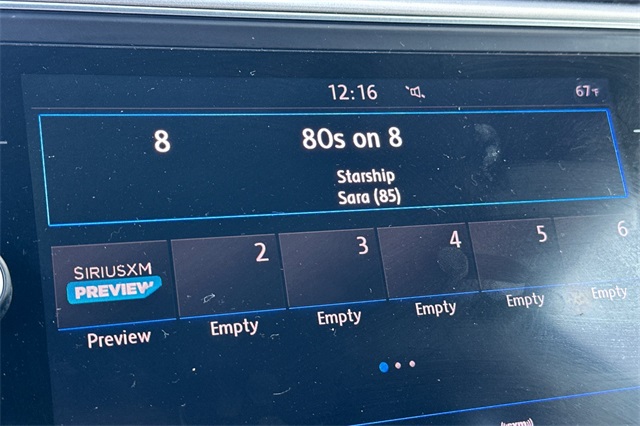 12:16
67°F
8
80s on 8
Starship
Sara (85)
SIRIUSXM
PREVIEW
2
3
4
5
6
Preview
Empty
Empty
Empty
Empty
Empty